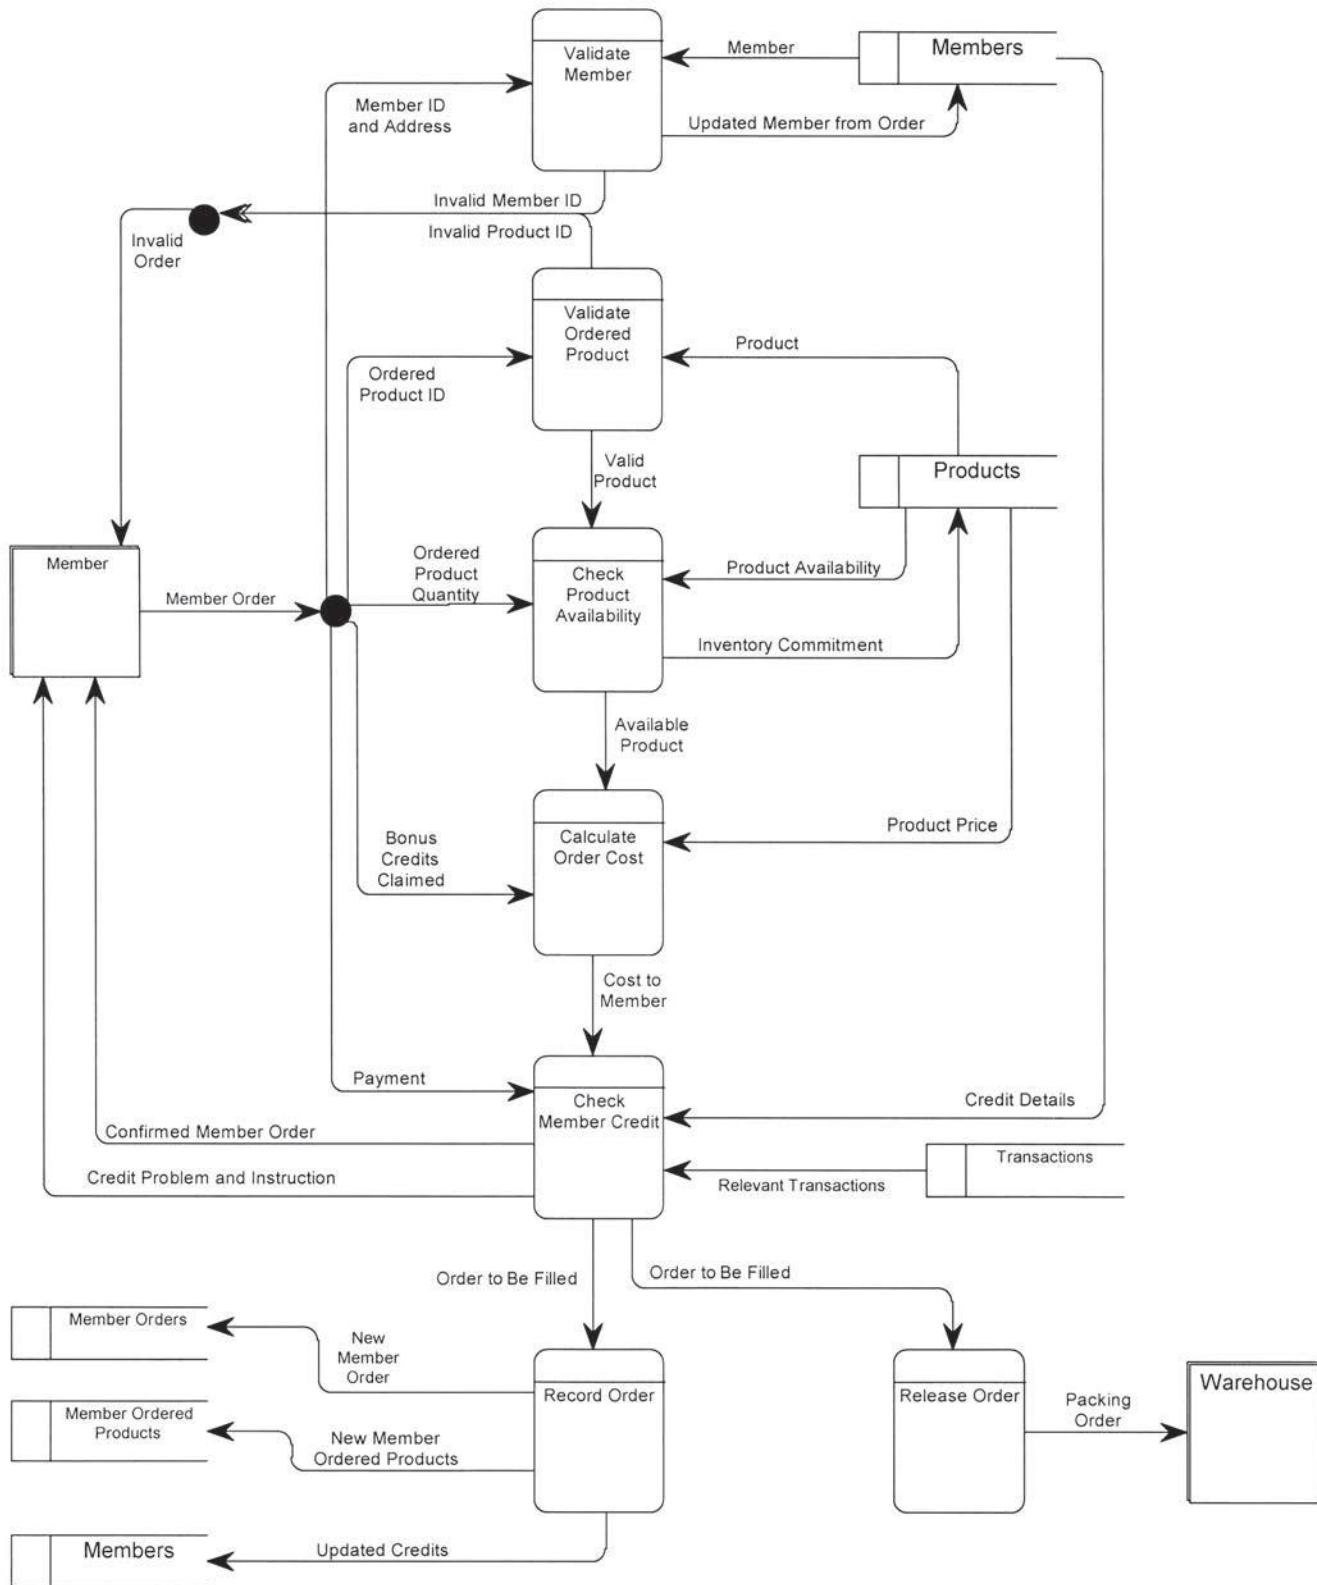 Validate
Member
Member
Members
Member ID
and Address
Updated Member from Order
Invalid Member ID
Invalid Product ID
Invalid
Order
Validate
Ordered
Product
Product
Ordered
Product ID
Valid
Product
Products
Member
Member Order
Ordered
Product
Quantity
Check
Product
Availability
Product Availability
Inventory Commitment
Available
Product
Bonus
Credits
Claimed
Calculate
Order Cost
Product Price
Cost to
Member
Payment
Check
Member Credit
Credit Details
Confirmed Member Order
Credit Problem and Instruction
Transactions
Relevant Transactions
Order to Be Filled
Order to Be Filled
Member Orders
New
Member
Order
Record Order
Release Order
Packing
Order
Warehouse
Member Ordered
Products
New Member
Ordered Products
Members
Updated Credits